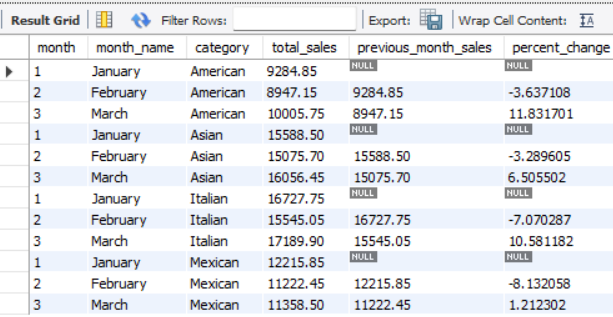 Result Grid Filter Rows: Export: Wrap Cell Content: IA
month month_name category total_sales previous_month_sales percent_change
1 January American 9284.85 NULL NULL
2 February American 8947.15 9284.85 -3.637108
3 March American 10005.75 8947.15 11.831701
1 January Asian 15588.50 NULL NULL
2 February Asian 15075.70 15588.50 -3.289605
3 March Asian 16056.45 15075.70 6.505502
1 January Italian 16727.75 NULL NULL
2 February Italian 15545.05 16727.75 -7.070287
3 March Italian 17189.90 15545.05 10.581182
1 January Mexican 12215.85 NULL NULL
2 February Mexican 11222.45 12215.85 -8.132058
3 March Mexican 11358.50 11222.45 1.212302